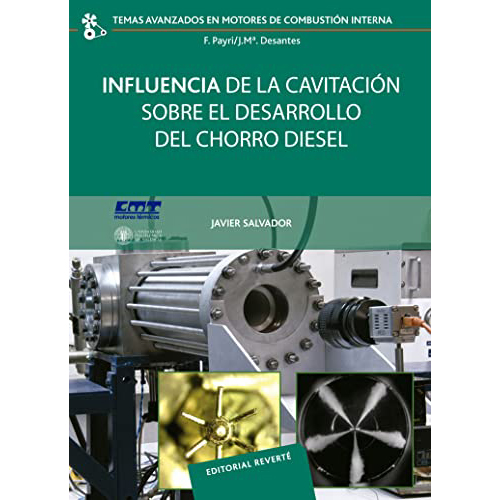 TEMAS AVANZADOS EN MOTORES DE COMBUSTIÓN INTERNA
F. Payri/J.Mª. Desantes
INFLUENCIA DE LA CAVITACIÓN
SOBRE EL DESARROLLO
DEL CHORRO DIESEL
CMT
motores térmicos
JAVIER SALVADOR
EDITORIAL REVERTÉ